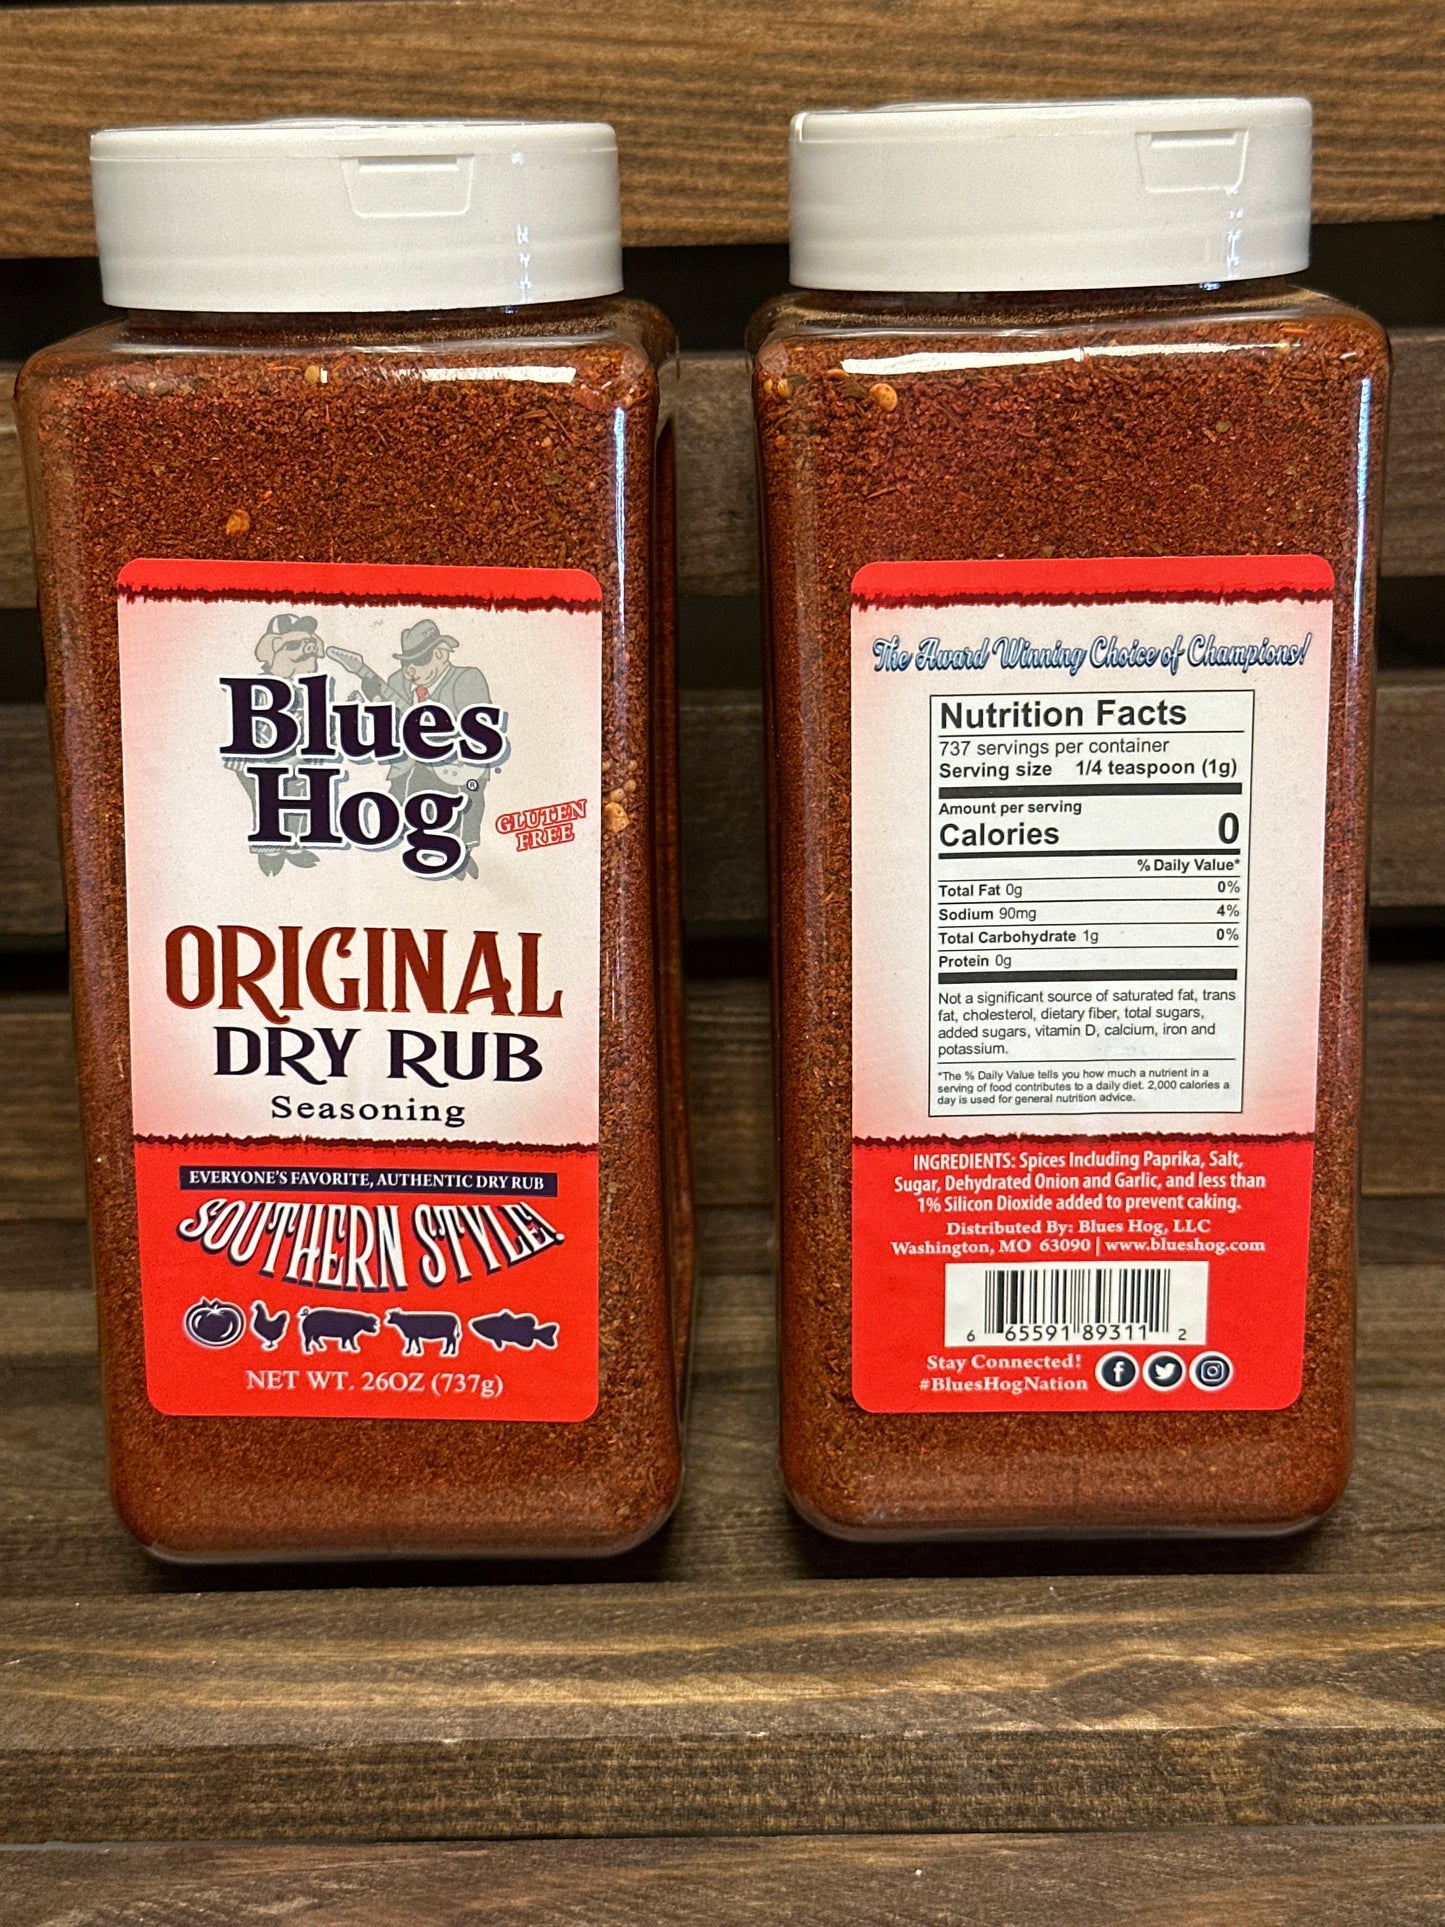 Blues
Hog®
GLUTEN
FREE
ORIGINAL
DRY RUB
Seasoning
EVERYONE'S FAVORITE, AUTHENTIC DRY RUB
SOUTHERN STYLE!
NET WT. 26OZ (737g)
The Award Winning Choice of Champions!
Nutrition Facts
737 servings per container
Serving size 1/4 teaspoon (1g)
Amount per serving
Calories 0
% Daily Value*
Total Fat 0g 0%
Sodium 90mg 4%
Total Carbohydrate 1g 0%
Protein 0g
Not a significant source of saturated fat, trans
fat, cholesterol, dietary fiber, total sugars,
added sugars, vitamin D, calcium, iron and
potassium.
*The % Daily Value tells you how much a nutrient in a
serving of food contributes to a daily diet. 2,000 calories a
day is used for general nutrition advice.
INGREDIENTS: Spices Including Paprika, Salt,
Sugar, Dehydrated Onion and Garlic, and less than
1% Silicon Dioxide added to prevent caking.
Distributed By: Blues Hog, LLC
Washington, MO 63090 | www.blueshog.com
6 65591 89311 2
Stay Connected!
#BluesHogNation